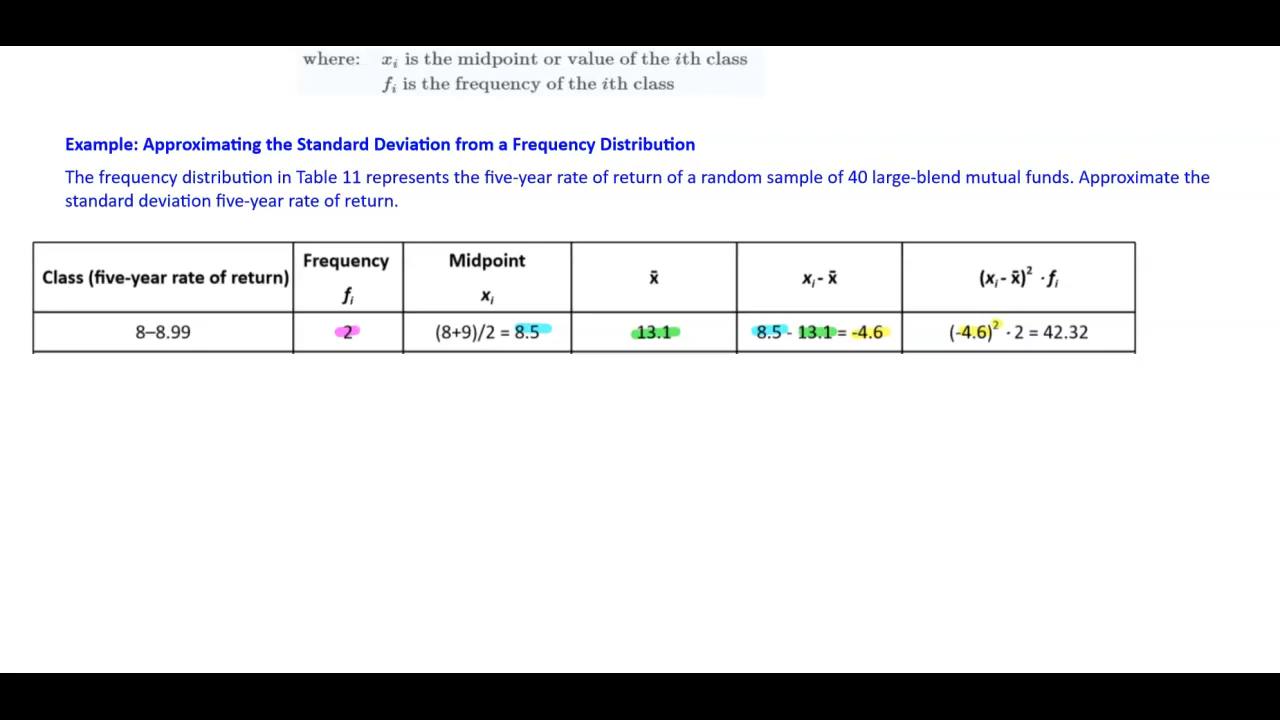 where: xᵢ is the midpoint or value of the ith class
fᵢ is the frequency of the ith class
Example: Approximating the Standard Deviation from a Frequency Distribution
The frequency distribution in Table 11 represents the five-year rate of return of a random sample of 40 large-blend mutual funds. Approximate the
standard deviation five-year rate of return.
Class (five-year rate of return) Frequency fᵢ Midpoint xᵢ x̄ xᵢ - x̄ (xᵢ - x̄)² · fᵢ
8–8.99 2 (8+9)/2 = 8.5 13.1 8.5 - 13.1 = -4.6 (-4.6)² · 2 = 42.32